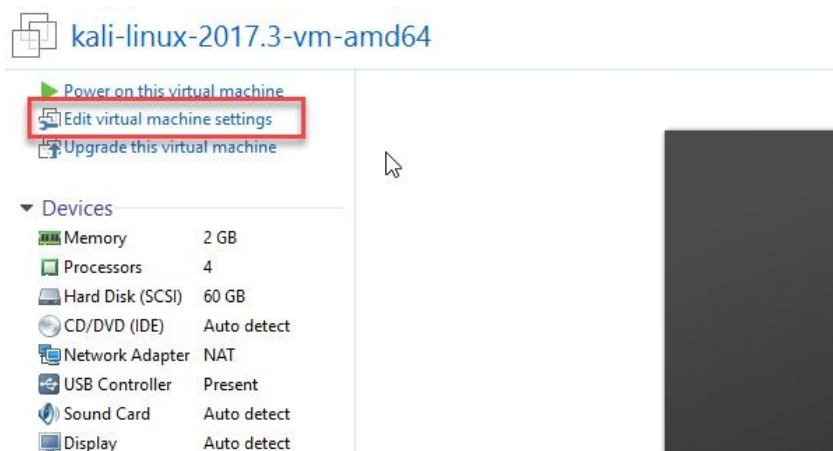 kali-linux-2017.3-vm-amd64
Power on this virtual machine
Edit virtual machine settings
Upgrade this virtual machine
Devices
Memory 2 GB
Processors 4
Hard Disk (SCSI) 60 GB
CD/DVD (IDE) Auto detect
Network Adapter NAT
USB Controller Present
Sound Card Auto detect
Display Auto detect